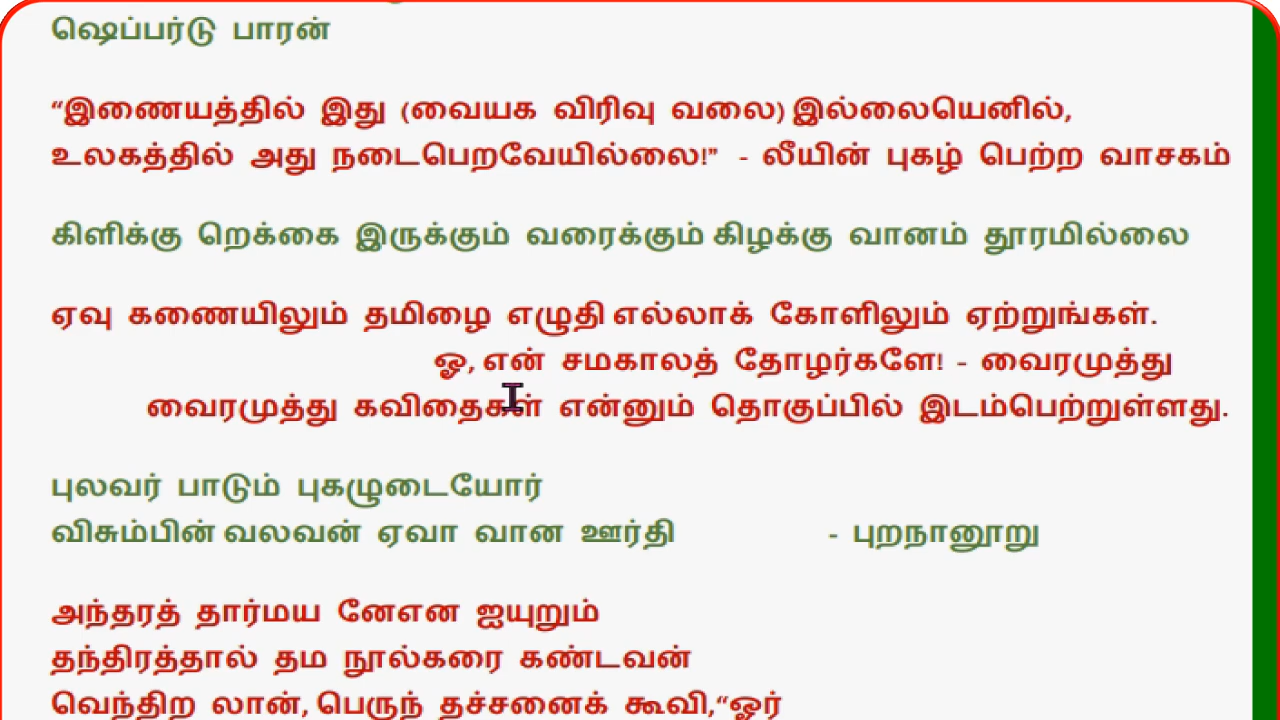 ஷெப்பர்டு பாரன்
“இணையத்தில் இது (வையக விரிவு வலை) இல்லையெனில்,
உலகத்தில் அது நடைபெறவேயில்லை!” - லீயின் புகழ் பெற்ற வாசகம்
கிளிக்கு றெக்கை இருக்கும் வரைக்கும் கிழக்கு வானம் தூரமில்லை
ஏவு கணையிலும் தமிழை எழுதி எல்லாக் கோளிலும் ஏற்றுங்கள்.
ஓ, என் சமகாலத் தோழர்களே! - வைரமுத்து
வைரமுத்து கவிதைகள் என்னும் தொகுப்பில் இடம்பெற்றுள்ளது.
புலவர் பாடும் புகழுடையோர்
விசும்பின் வலவன் ஏவா வான ஊர்தி - புறநானூறு
அந்தரத் தார்மய னேஎன ஐயுறும்
தந்திரத்தால் தம நூல்கரை கண்டவன்
வெந்திற லான், பெருந் தச்சனைக் கூவி,“ஓர்